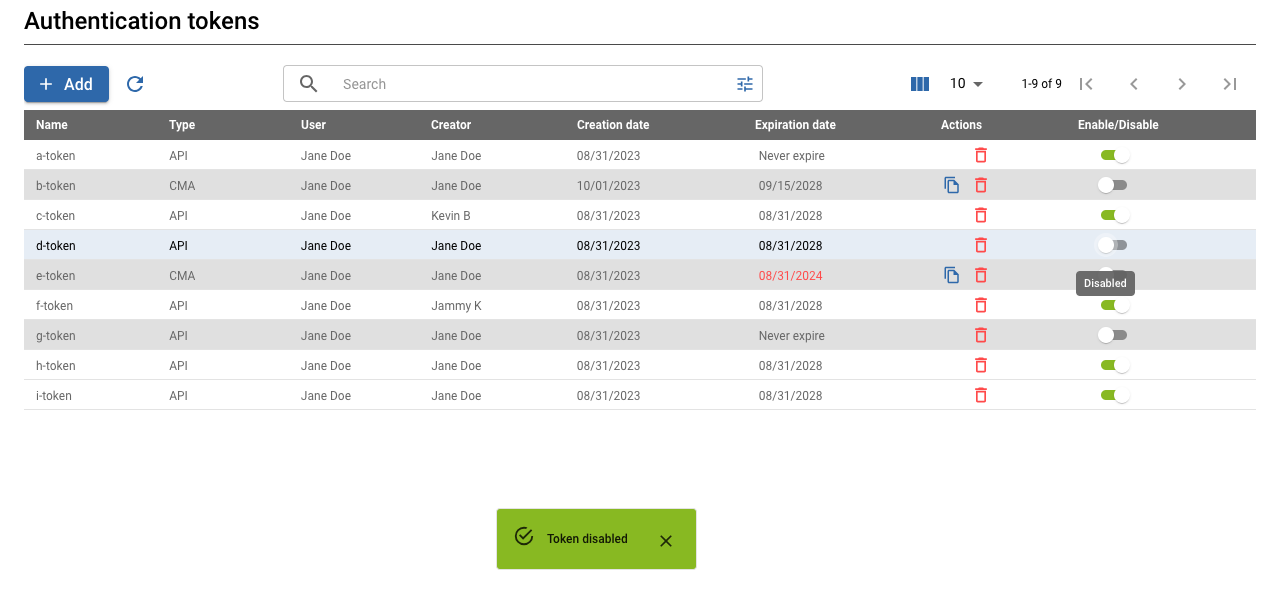 Authentication tokens
Add
Search
10
1-9 of 9
Name Type User Creator Creation date Expiration date Actions Enable/Disable
a-token API Jane Doe Jane Doe 08/31/2023 Never expire
b-token CMA Jane Doe Jane Doe 10/01/2023 09/15/2028
c-token API Jane Doe Kevin B 08/31/2023 08/31/2028
d-token API Jane Doe Jane Doe 08/31/2023 08/31/2028
e-token CMA Jane Doe Jane Doe 08/31/2023 08/31/2024
Disabled
f-token API Jane Doe Jammy K 08/31/2023 08/31/2028
g-token API Jane Doe Jane Doe 08/31/2023 Never expire
h-token API Jane Doe Jane Doe 08/31/2023 08/31/2028
i-token API Jane Doe Jane Doe 08/31/2023 08/31/2028
Token disabled